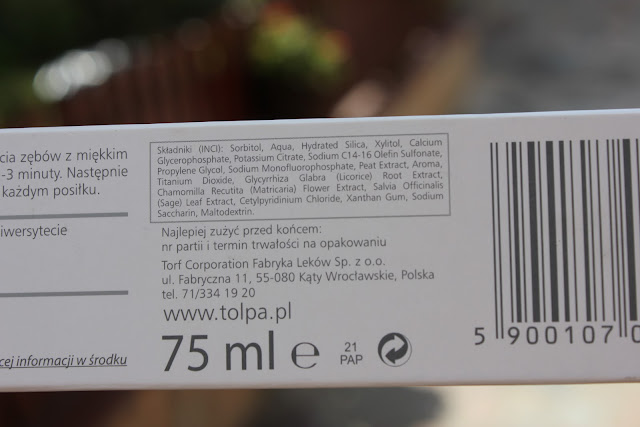 cia zębów z miękkim
-3 minuty. Następnie
każdym posiłku.
iwersytecie
cej informacji w środku
Składniki (INCI): Sorbitol, Aqua, Hydrated Silica, Xylitol, Calcium
Glycerophosphate, Potassium Citrate, Sodium C14-16 Olefin Sulfonate,
Propylene Glycol, Sodium Monofluorophosphate, Peat Extract, Aroma,
Titanium Dioxide, Glycyrrhiza Glabra (Licorice) Root Extract,
Chamomilla Recutita (Matricaria) Flower Extract, Salvia Officinalis
(Sage) Leaf Extract, Cetylpyridinium Chloride, Xanthan Gum, Sodium
Saccharin, Maltodextrin.
Najlepiej zużyć przed końcem:
nr partii i termin trwałości na opakowaniu
Torf Corporation Fabryka Leków Sp. z o.o.
ul. Fabryczna 11, 55-080 Kąty Wrocławskie, Polska
tel. 71/334 19 20
www.tolpa.pl
75 ml e
21
PAP
5 900107 0